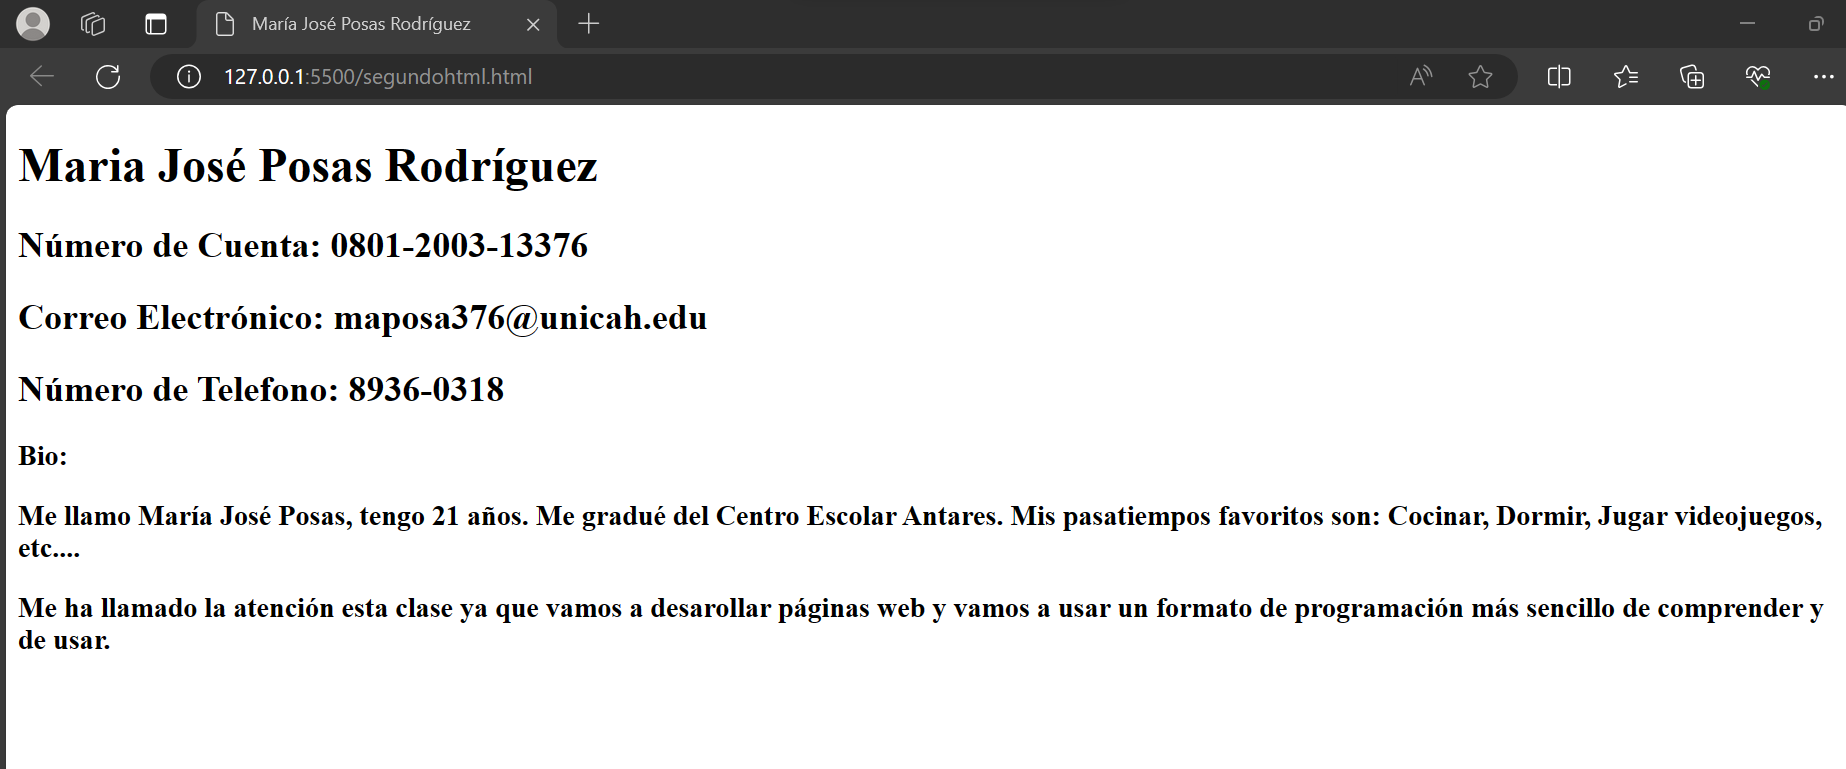 María José Posas Rodríguez
127.0.0.1:5500/segundohtml.html
Maria José Posas Rodríguez
Número de Cuenta: 0801-2003-13376
Correo Electrónico: maposa376@unicah.edu
Número de Telefono: 8936-0318
Bio:
Me llamo María José Posas, tengo 21 años. Me gradué del Centro Escolar Antares. Mis pasatiempos favoritos son: Cocinar, Dormir, Jugar videojuegos,
etc....
Me ha llamado la atención esta clase ya que vamos a desarollar páginas web y vamos a usar un formato de programación más sencillo de comprender y
de usar.